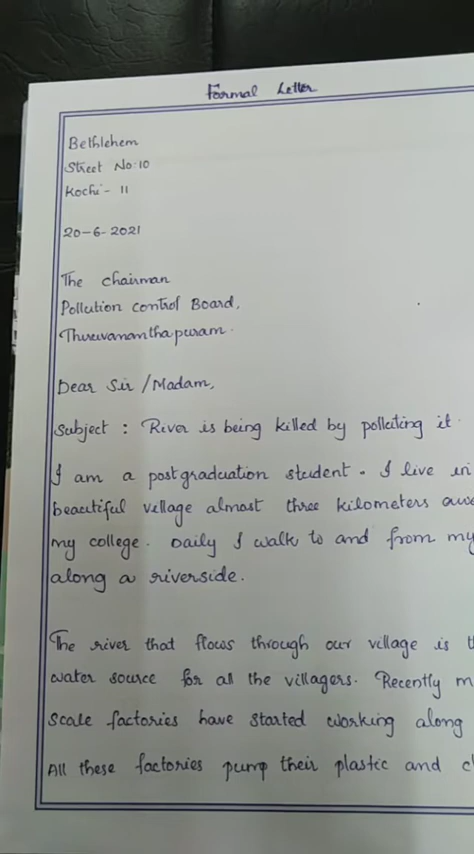 Formal Letter
Bethlehem
Street No:10
Kochi - 11
20-6-2021
The chairman
Pollution control Board,
Thiruvananthapuram.
Dear Sir /Madam,
Subject : River is being killed by polluting it.
I am a postgraduation student. I live in
beautiful village almost three kilometers
my college. Daily I walk to and from my
along a riverside.
The river that flows through our village is
water source for all the villagers. Recently
Scale factories have started working along
All these factories pump their plastic and